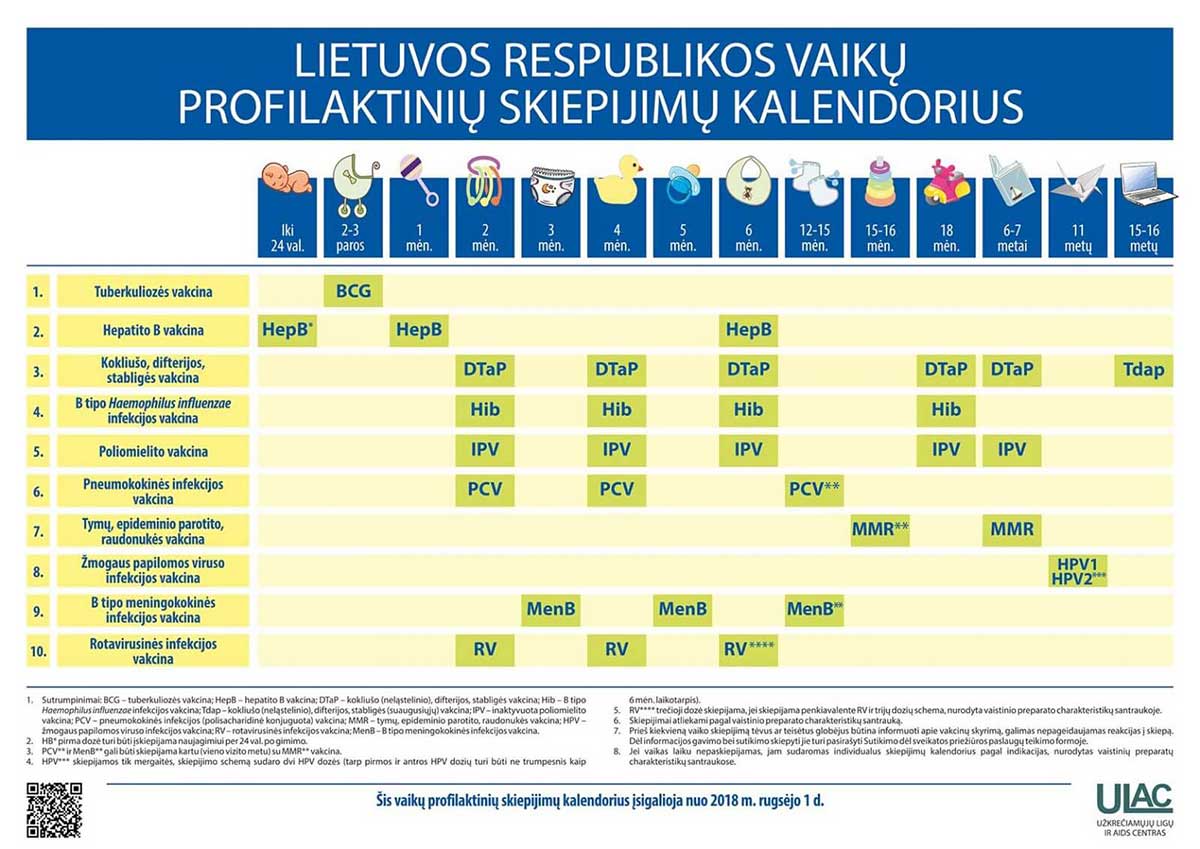 LIETUVOS RESPUBLIKOS VAIKŲ
PROFILAKTINIŲ SKIEPIJIMŲ KALENDORIUS
Iki
24 val.
2-3
paros
1
mėn.
2
mėn.
3
mėn.
4
mėn.
5
mėn.
6
mėn.
12-15
mėn.
15-16
mėn.
18
mėn.
6-7
metai
11
metų
15-16
metų
1. Tuberkuliozės vakcina BCG
2. Hepatito B vakcina HepB* HepB HepB
3. Kokliušo, difterijos,
stabligės vakcina DTaP DTaP DTaP DTaP DTaP Tdap
4. B tipo Haemophilus influenzae
infekcijos vakcina Hib Hib Hib Hib
5. Poliomielito vakcina IPV IPV IPV IPV IPV
6. Pneumokokinės infekcijos
vakcina PCV PCV PCV**
7. Tymų, epideminio parotito,
raudonukės vakcina MMR** MMR
8. Žmogaus papilomos viruso
infekcijos vakcina HPV1
HPV2***
9. B tipo meningokokinės
infekcijos vakcina MenB MenB MenB**
10. Rotavirusinės infekcijos
vakcina RV RV RV****
1. Sutrumpinimai: BCG – tuberkuliozės vakcina; HepB – hepatito B vakcina; DTaP – kokliušo (neląstelinio), difterijos, stabligės vakcina; Hib – B tipo
Haemophilus influenzae infekcijos vakcina; Tdap – kokliušo (neląstelinio), difterijos, stabligės (suaugusiųjų) vakcina; IPV – inaktyvuota poliomielito
vakcina; PCV – pneumokokinės infekcijos (polisacharidinė konjuguota) vakcina; MMR – tymų, epideminio parotito, raudonukės vakcina; HPV –
žmogaus papilomos viruso infekcijos vakcina; RV – rotavirusinės infekcijos vakcina; MenB – B tipo meningokokinės infekcijos vakcina.
2. HB* pirma dozė turi būti įskiepijama naujagimiui per 24 val. po gimimo.
3. PCV** ir MenB** gali būti skiepijama kartu (vieno vizito metu) su MMR** vakcina.
4. HPV*** skiepijamos tik mergaitės, skiepijimo schemą sudaro dvi HPV dozės (tarp pirmos ir antros HPV dozių turi būti ne trumpesnis kaip
6 mėn. laikotarpis).
5. RV**** trečioji dozė skiepijama, jei skiepijama penkiavalente RV ir trijų dozių schema, nurodyta vaistinio preparato charakteristikų santraukoje.
6. Skiepijimai atliekami pagal vaistinio preparato charakteristikų santrauką.
7. Prieš kiekvieną vaiko skiepijimą tėvus ar teisėtus globėjus būtina informuoti apie vakcinų skyrimą, galimas nepageidaujamas reakcijas į skiepą.
Dėl informacijos gavimo bei sutikimo skiepyti jie turi pasirašyti Sutikimo dėl sveikatos priežiūros paslaugų teikimo formoje.
8. Jei vaikas laiku nepaskiepijamas, jam sudaromas individualus skiepijimų kalendorius pagal indikacijas, nurodytas vaistinių preparatų
charakteristikų santraukose.
Šis vaikų profilaktinių skiepijimų kalendorius įsigalioja nuo 2018 m. rugsėjo 1 d.
ULAC
UŽKREČIAMŲJŲ LIGŲ
IR AIDS CENTRAS